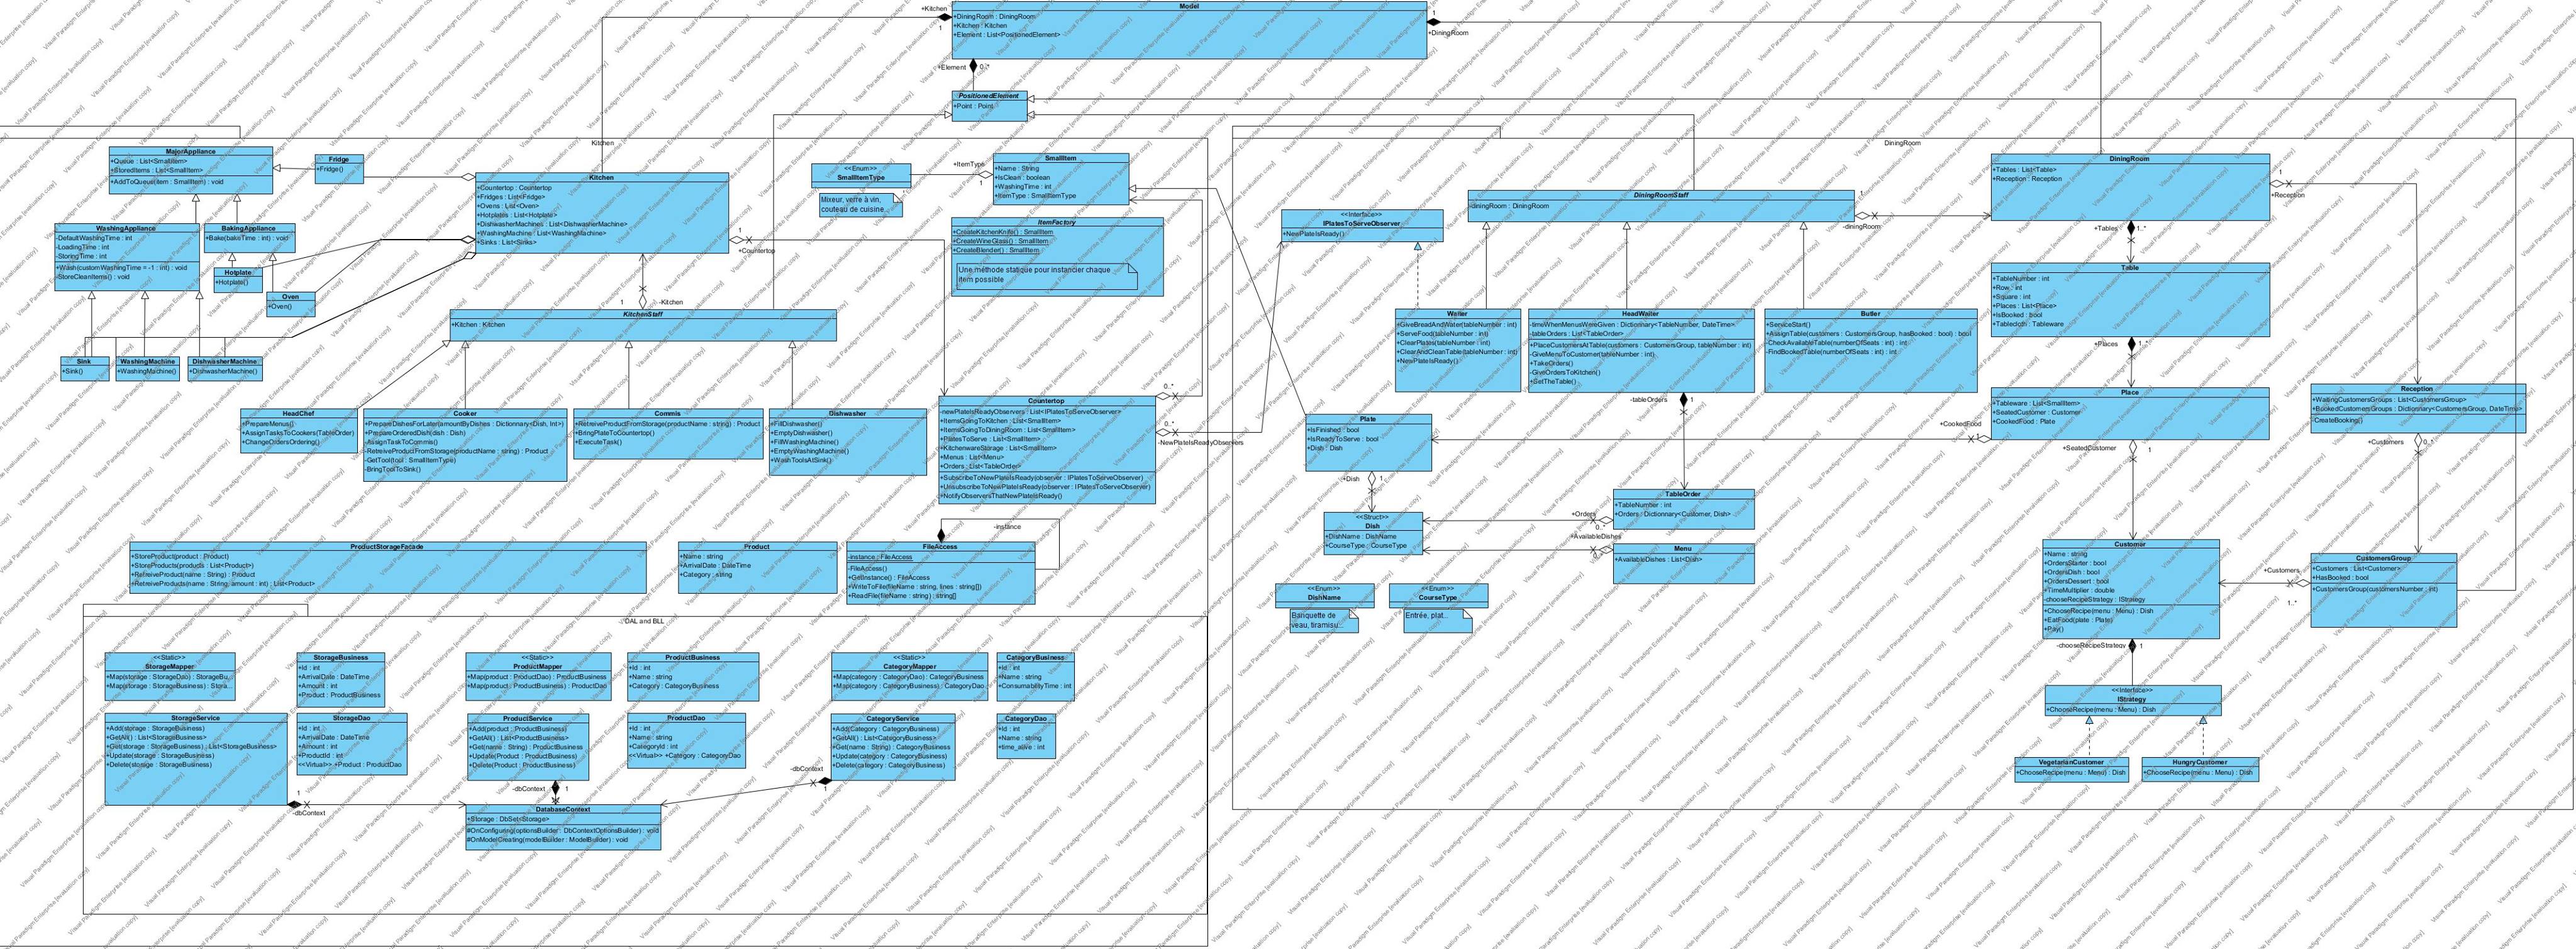 Model
+DiningRoom : DiningRoom
+Kitchen : Kitchen
+Element : List<PositionedElement>
+Kitchen
1
1
+DiningRoom
+Element
0..*
PositionedElement
+Point : Point
Kitchen
MajorAppliance
+Queue : List<SmallItem>
+StoredItems : List<SmallItem>
+AddToQueue(item : SmallItem) : void
Fridge
+Fridge()
Kitchen
+Countertop : Countertop
+Fridges : List<Fridge>
+Ovens : List<Oven>
+Hotplates : List<Hotplate>
+DishwasherMachines : List<DishwasherMachine>
+WashingMachine : List<WashingMachine>
+Sinks : List<Sinks>
1
+Countertop
<<Enum>>
SmallItemType
Mixeur, verre à vin,
couteau de cuisine...
+ItemType
1
SmallItem
+Name : String
+IsClean : boolean
+WashingTime : int
+ItemType : SmallItemType
ItemFactory
+CreateKitchenKnife() : SmallItem
+CreateWineGlass() : SmallItem
+CreateBlender() : SmallItem
Une méthode statique pour instancier chaque
item possible
WashingAppliance
-DefaultWashingTime : int
-LoadingTime : int
-StoringTime : int
+Wash(customWashingTime = -1 : int) : void
-StoreCleanItems() : void
BakingAppliance
+Bake(bakeTime : int) : void
Hotplate
+Hotplate()
Oven
+Oven()
Sink
+Sink()
WashingMachine
+WashingMachine()
DishwasherMachine
+DishwasherMachine()
1
-Kitchen
KitchenStaff
+Kitchen : Kitchen
HeadChef
+PrepareMenus()
+AssignTasksToCookers(TableOrder)
+ChangeOrdersOrdering()
Cooker
+PrepareDishesForLater(amountByDishes : Dictionary<Dish, Int>)
+PrepareOrderedDish(dish : Dish)
-AssignTaskToCommis()
-RetreiveProductFromStorage(productName : string) : Product
-GetTool(tool : SmallItemType)
-BringToolToSink()
Commis
+RetreiveProductFromStorage(productName : string) : Product
+BringPlateToCountertop()
+ExecuteTask()
Dishwasher
+FillDishwasher()
+EmptyDishwasher()
+FillWashingMachine()
+EmptyWashingMachine()
+WashToolsAtSink()
Countertop
-newPlateIsReadyObservers : List<IPlatesToServeObserver>
+ItemsGoingToKitchen : List<SmallItem>
+ItemsGoingToDiningRoom : List<SmallItem>
+PlatesToServe : List<SmallItem>
+KitchenwareStorage : List<SmallItem>
+Menus : List<Menu>
+Orders : List<TableOrder>
+SubscribeToNewPlateIsReady(observer : IPlatesToServeObserver)
+UnsubscribeToNewPlateIsReady(observer : IPlatesToServeObserver)
+NotifyObserversThatNewPlateIsReady()
0..*
0..*
-NewPlateIsReadyObservers
ProductStorageFacade
+StoreProduct(product : Product)
+StoreProducts(products : List<Product>)
+RetreiveProduct(name : String) : Product
+RetreiveProducts(name : String, amount : int) : List<Product>
Product
+Name : string
+ArrivalDate : DateTime
+Category : string
-instance
FileAccess
-instance : FileAccess
-FileAccess()
+GetInstance() : FileAccess
+WriteToFile(fileName : string, lines : string[])
+ReadFile(fileName : string) : string[]
DAL and BLL
<<Static>>
StorageMapper
+Map(storage : StorageDao) : StorageBu...
+Map(storage : StorageBusiness) : Stora...
StorageBusiness
+Id : int
+ArrivalDate : DateTime
+Amount : int
+Product : ProductBusiness
<<Static>>
ProductMapper
+Map(product : ProductDao) : ProductBusiness
+Map(product : ProductBusiness) : ProductDao
ProductBusiness
+Id : int
+Name : string
+Category : CategoryBusiness
<<Static>>
CategoryMapper
+Map(category : CategoryDao) : CategoryBusiness
+Map(category : CategoryBusiness) : CategoryDao
CatagoryBusiness
+Id : int
+Name : string
+ConsumabilityTime : int
StorageService
+Add(storage : StorageBusiness)
+GetAll() : List<StorageBusiness>
+Get(storage : StorageBusiness) : List<StorageBusiness>
+Update(storage : StorageBusiness)
+Delete(storage : StorageBusiness)
StorageDao
+Id : int
+ArrivalDate : DateTime
+Amount : int
+ProductId : int
<<Virtual>> +Product : ProductDao
ProductService
+Add(product : ProductBusiness)
+GetAll() : List<ProductBusiness>
+Get(name : String) : ProductBusiness
+Update(Product : ProductBusiness)
+Delete(Product : ProductBusiness)
ProductDao
+Id : int
+Name : string
+CategoryId : int
<<Virtual>> +Category : CategoryDao
CategoryService
+Add(Category : CategoryBusiness)
+GetAll() : List<CategoryBusiness>
+Get(name : String) : CategoryBusiness
+Update(category : CategoryBusiness)
+Delete(category : CategoryBusiness)
CategoryDao
+Id : int
+Name : string
+time_alive : int
1
-dbContext
-dbContext
1
-dbContext
1
DatabaseContext
+Storage : DbSet<Storage>
#OnConfiguring(optionsBuilder : DbContextOptionsBuilder) : void
#OnModelCreating(modelBuilder : ModelBuilder) : void
DiningRoom
<<Interface>>
IPlatesToServeObserver
+NewPlateIsReady()
DiningRoomStaff
-diningRoom : DiningRoom
1
-diningRoom
DiningRoom
+Tables : List<Table>
+Reception : Reception
1
+Reception
+Tables
1..*
Table
+TableNumber : int
+Row : int
+Square : int
+Places : List<Place>
+IsBooked : bool
+Tablecloth : Tableware
+Places
1..*
Waiter
+GiveBreadAndWater(tableNumber : int)
+ServeFood(tableNumber : int)
+ClearPlates(tableNumber : int)
+ClearAndCleanTable(tableNumber : int)
+NewPlateIsReady()
HeadWaiter
-timeWhenMenusWereGiven : Dictionnary<TableNumber, DateTime>
-tableOrders : List<TableOrder>
+PlaceCustomersAtTable(customers : CustomersGroup, tableNumber : int)
-GiveMenuToCustomer(tableNumber : int)
+TakeOrders()
-GiveOrdersToKitchen()
+SetTheTable()
-tableOrders
1
Butler
+ServiceStart()
+AssignTable(customers : CustomersGroup, hasBooked : bool) : bool
-CheckAvailableTable(numberOfSeats : int) : int
-FindBookedTable(numberOfSeats : int) : int
Place
+Tableware : List<SmallItem>
+SeatedCustomer : Customer
+CookedFood : Plate
+CookedFood
1
+SeatedCustomer
1
Reception
+WaitingCustomersGroups : List<CustomersGroup>
+BookedCustomersGroups : Dictionnary<CustomersGroup, DateTime>
-CreateBooking()
+Customers
0..*
Plate
+IsFinished : bool
+IsReadyToServe : bool
+Dish : Dish
+Dish
1
<<Struct>>
Dish
+DishName : DishName
+CourseType : CourseType
TableOrder
+TableNumber : int
+Orders : Dictionnary<Customer, Dish>
+Orders
0..*
+AvailableDishes
Menu
+AvailableDishes : List<Dish>
<<Enum>>
DishName
Blanquette de
veau, tiramisu...
<<Enum>>
CourseType
Entrée, plat...
Customer
+Name : string
+OrdersStarter : bool
+OrdersDish : bool
+OrdersDessert : bool
+TimeMultiplier : double
-chooseRecipeStrategy : IStrategy
+ChooseRecipe(menu : Menu) : Dish
+EatFood(plate : Plate)
+Pay()
+Customers
1..*
CustomersGroup
+Customers : List<Customer>
+HasBooked : bool
+CustomersGroup(customersNumber : int)
-chooseRecipeStrategy
1
<<Interface>>
IStrategy
+ChooseRecipe(menu : Menu) : Dish
VegetarianCustomer
+ChooseRecipe(menu : Menu) : Dish
HungryCustomer
+ChooseRecipe(menu : Menu) : Dish
Visual Paradigm Enterprise [evaluation copy]